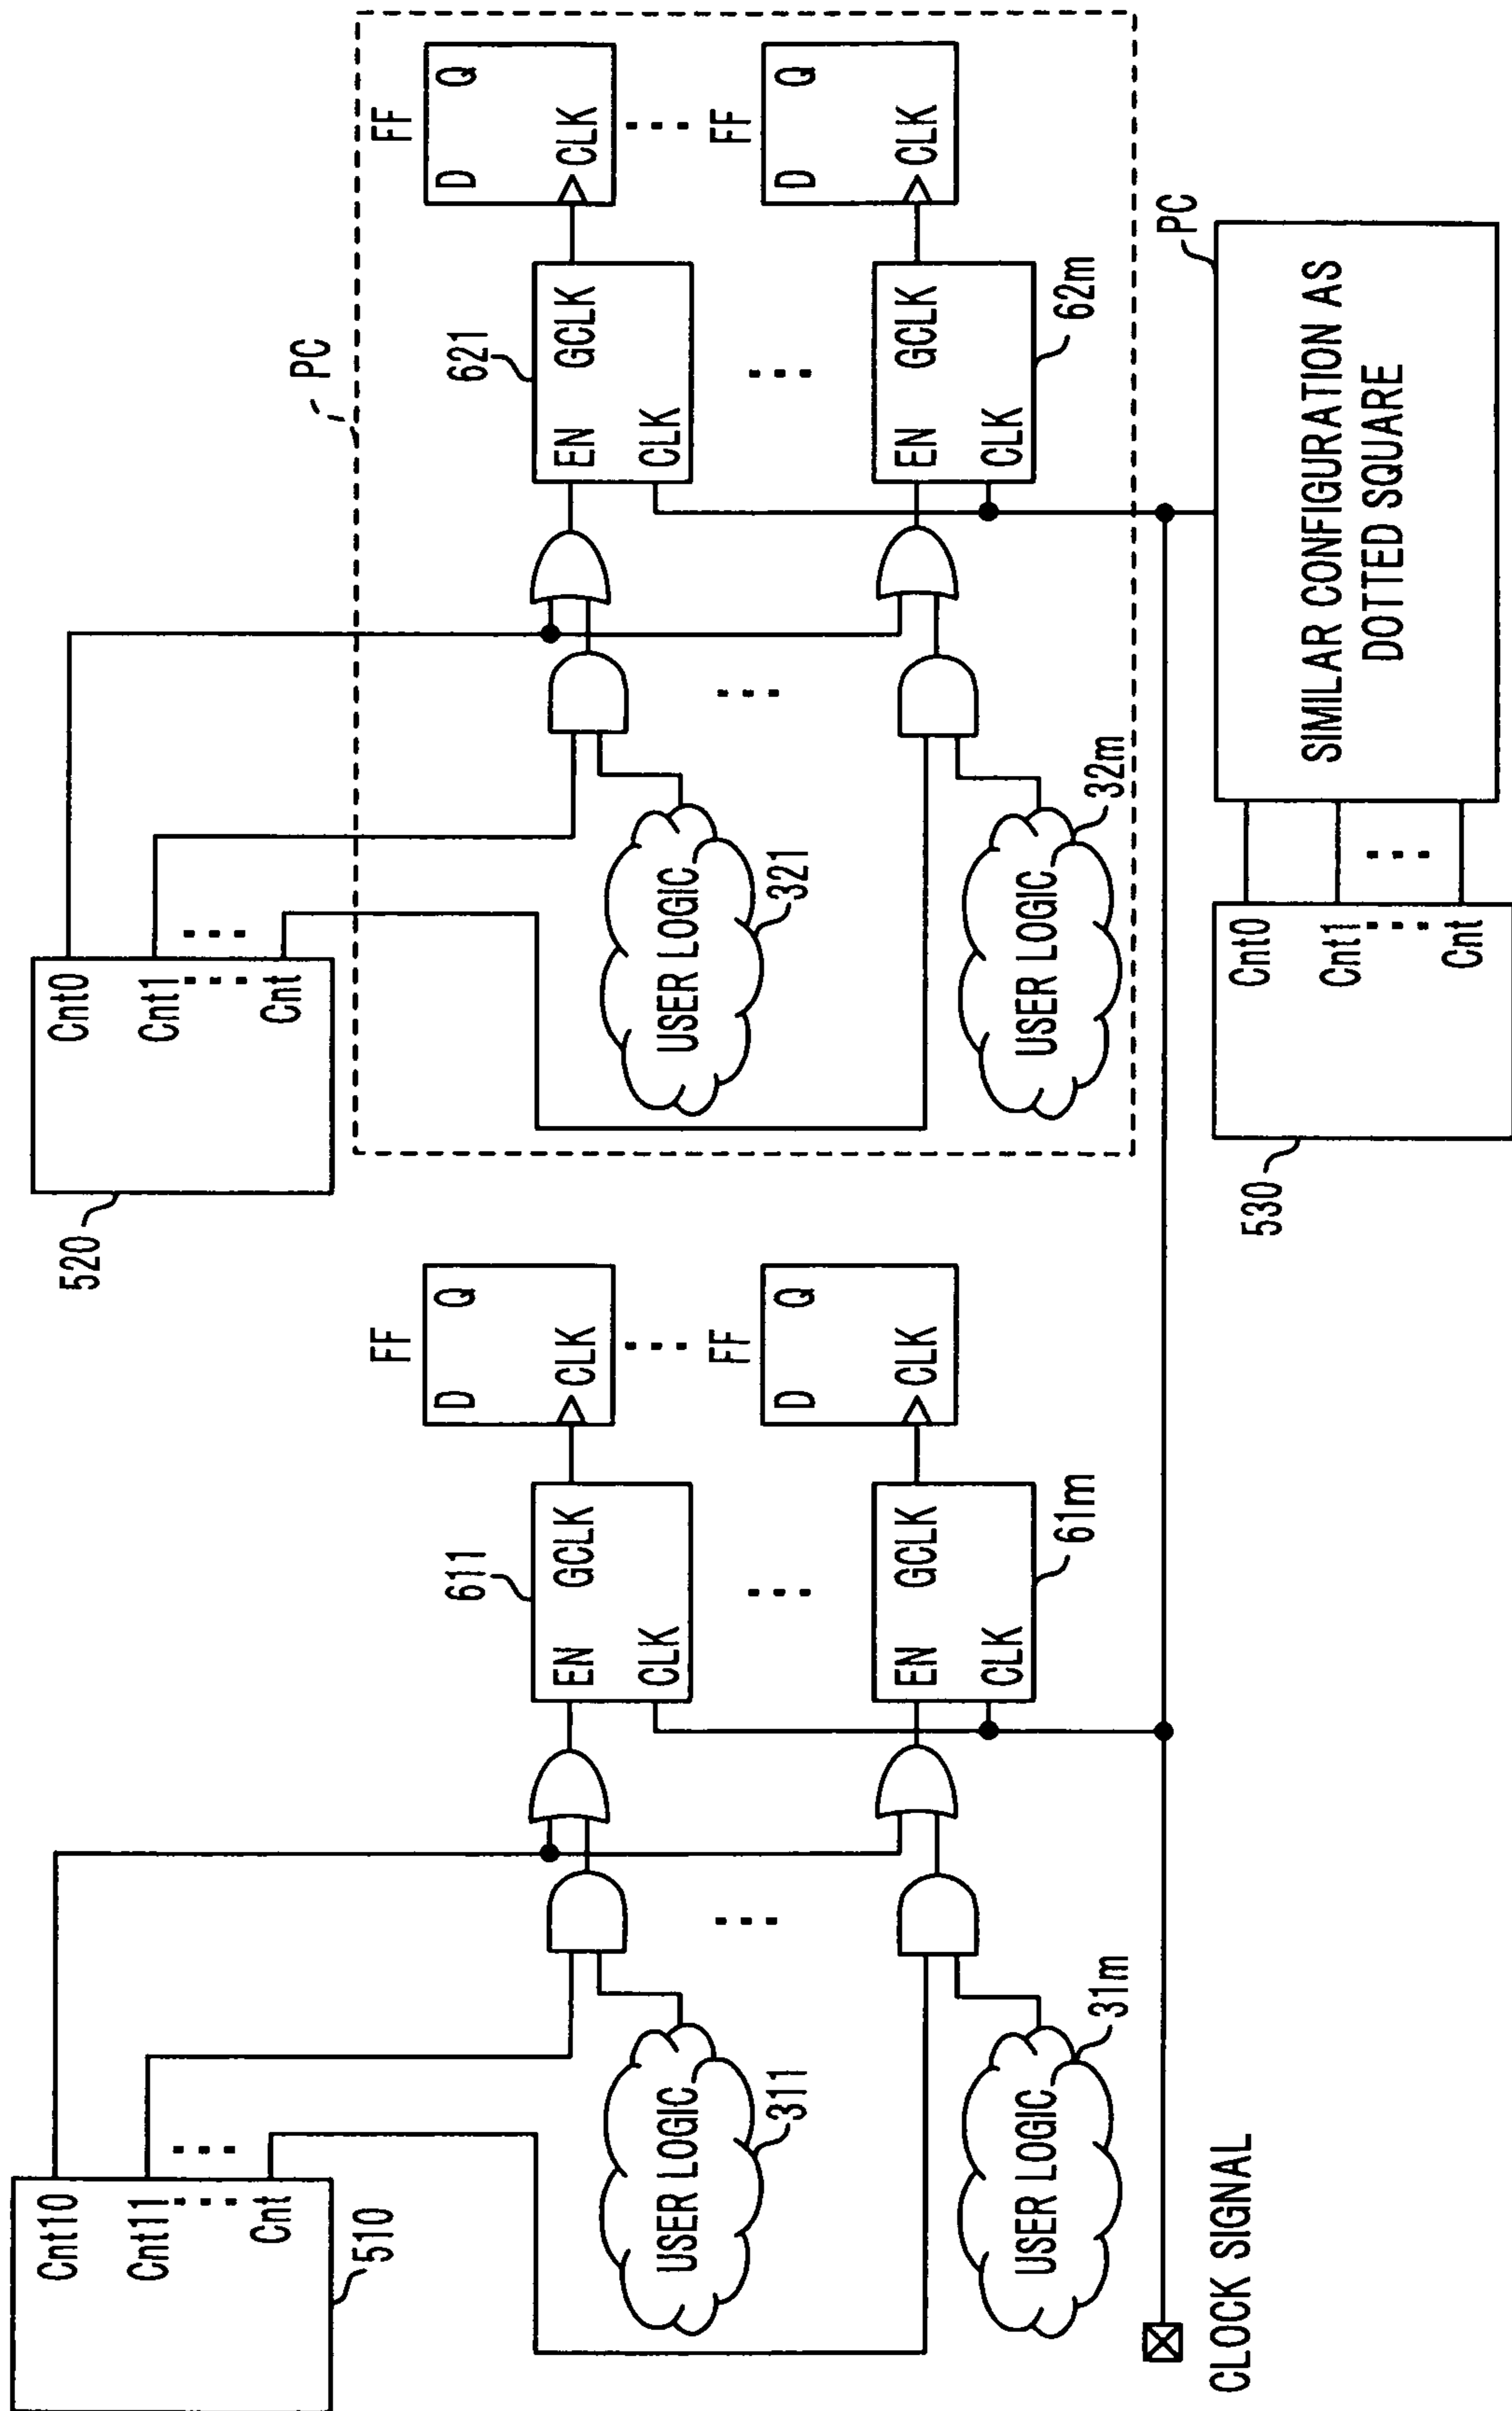 Cnt10
Cnt11
Cnt
510
USER LOGIC
311
USER LOGIC
31m
611
EN GCLK
CLK
EN GCLK
CLK
61m
FF
D Q
CLK
FF
D Q
CLK
CLOCK SIGNAL
520
Cnt0
Cnt1
Cnt
PC
USER LOGIC
321
USER LOGIC
32m
621
EN GCLK
CLK
EN GCLK
CLK
62m
FF
D Q
CLK
FF
D Q
CLK
530
Cnt0
Cnt1
Cnt
PC
SIMILAR CONFIGURATION AS
DOTTED SQUARE